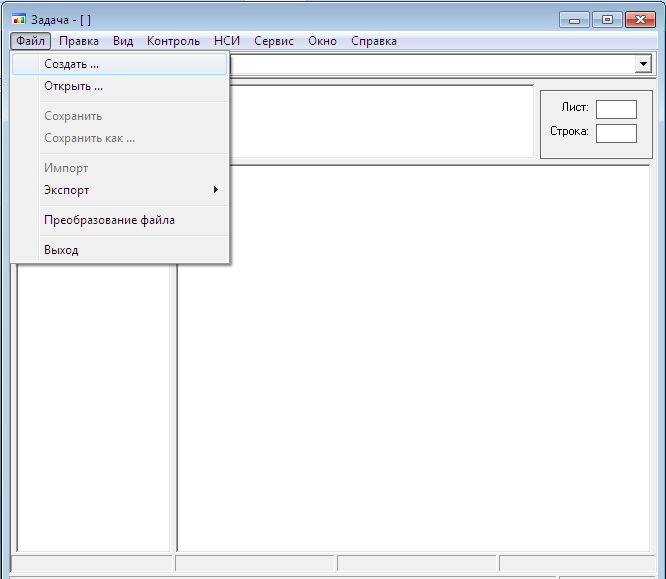 Задача - [ ]
Файл Правка Вид Контроль НСИ Сервис Окно Справка
Создать ...
Открыть ...
Сохранить
Сохранить как ...
Импорт
Экспорт
Преобразование файла
Выход
Лист:
Строка: